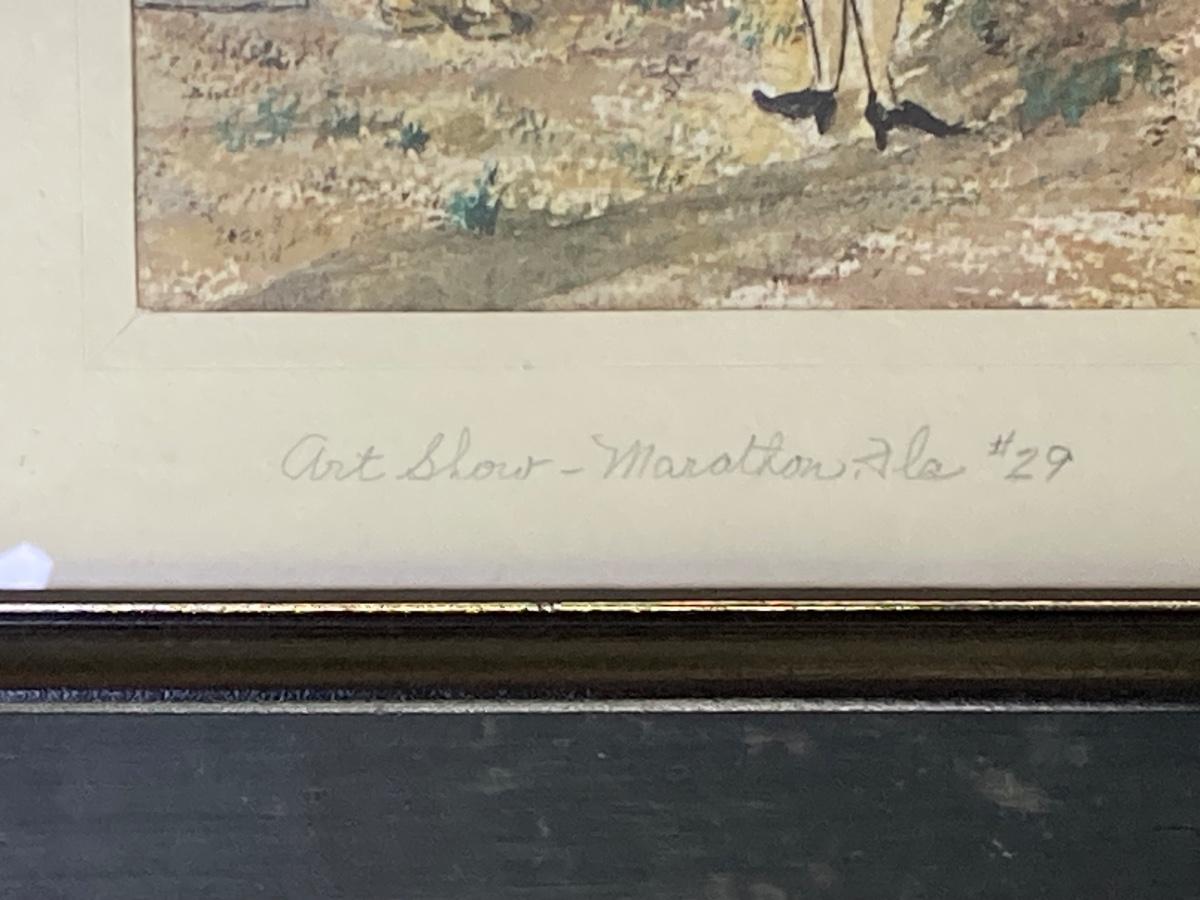 Art Show - Marathon, Fla #29